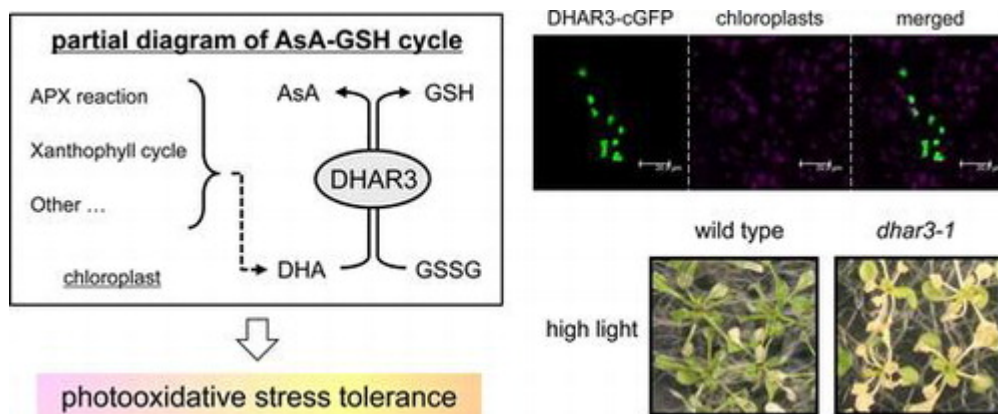 partial diagram of AsA-GSH cycle
APX reaction
Xanthophyll cycle
Other ...
AsA
GSH
DHAR3
DHA
GSSG
chloroplast
photooxidative stress tolerance
DHAR3-cGFP
chloroplasts
merged
wild type
dhar3-1
high light